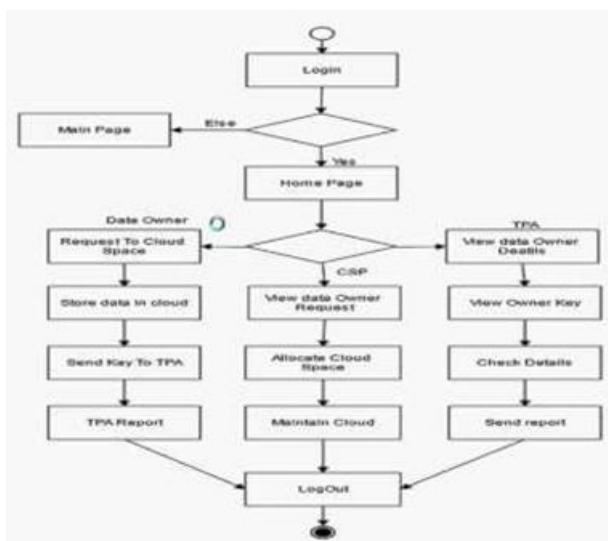 Login
Else
Main Page
Yes
Home Page
Data Owner
TPA
Request To Cloud
Space
View data Owner
Deatils
CSP
Store data in cloud
View data Owner
Request
View Owner Key
Send Key To TPA
Allocate Cloud
Space
Check Details
TPA Report
Maintain Cloud
Send report
LogOut